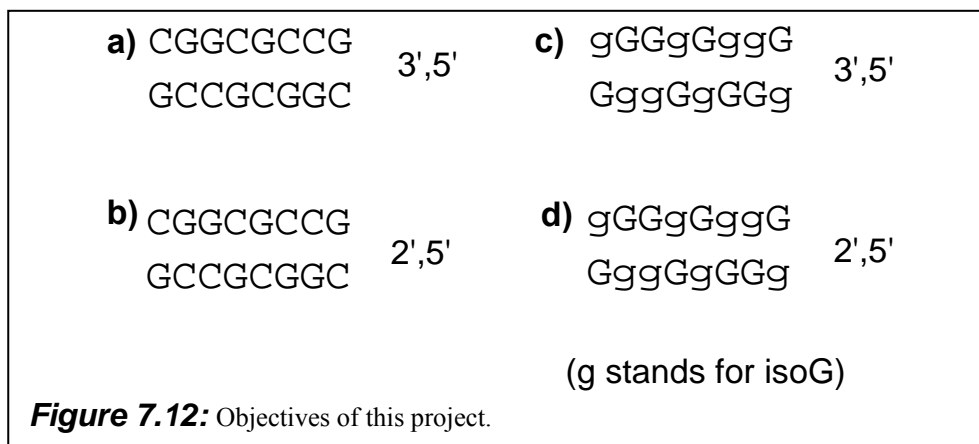 a) CGGCGCCG
GCCGCGGC
3',5'
c) gGGgGggG
GggGgGGg
3',5'
b) CGGCGCCG
GCCGCGGC
2',5'
d) gGGgGggG
GggGgGGg
2',5'
(g stands for isoG)
Figure 7.12: Objectives of this project.